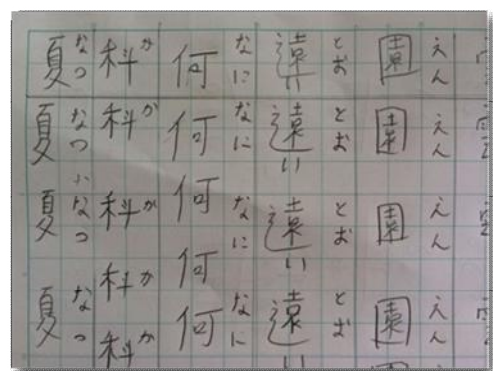 えん えん えん えん
園 園 園 園
とお とお とお とお
遠い 遠い 遠い 遠い
なに なに なに なに
何 何 何 何 何
か か か か か
科 科 科 科 科
なつ なつ なつ なつ
夏 夏 夏 夏